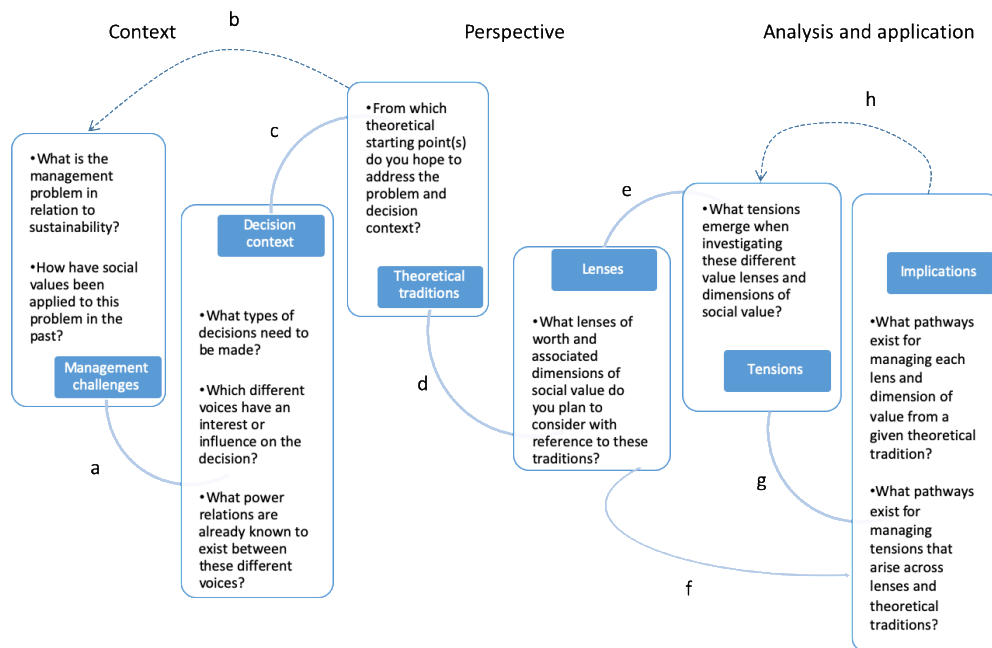 Context
b
Perspective
Analysis and application
•What is the
management
problem in
relation to
sustainability?
•How have social
values been
applied to this
problem in the
past?
Management
challenges
a
Decision
context
•What types of
decisions need to
be made?
•Which different
voices have an
interest or
influence on the
decision?
•What power
relations are
already known to
exist between
these different
voices?
c
•From which
theoretical
starting point(s)
do you hope to
address the
problem and
decision
context?
Theoretical
traditions
d
Lenses
•What lenses of
worth and
associated
dimensions of
social value do
you plan to
consider with
reference to these
traditions?
e
f
•What tensions
emerge when
investigating
these different
value lenses and
dimensions of
social value?
Tensions
g
h
Implications
•What pathways
exist for
managing each
lens and
dimension of
value from a
given theoretical
tradition?
•What pathways
exist for
managing
tensions that
arise across
lenses and
theoretical
traditions?